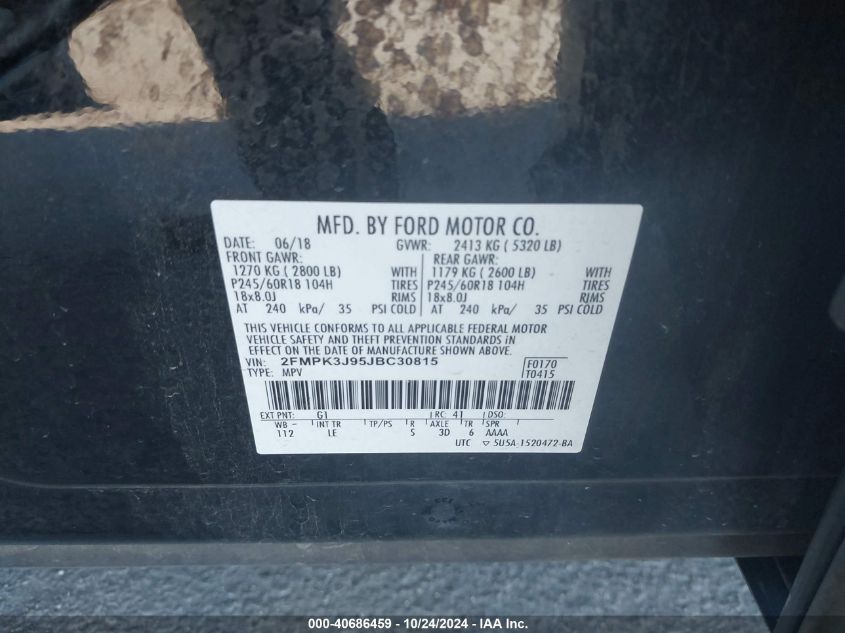 MFD. BY FORD MOTOR CO.
DATE: 06/18 GVWR: 2413 KG ( 5320 LB)
FRONT GAWR: REAR GAWR:
1270 KG ( 2800 LB) WITH 1179 KG ( 2600 LB) WITH
P245/60R18 104H TIRES P245/60R18 104H TIRES
18x8.0J RIMS 18x8.0J RIMS
AT 240 kPa/ 35 PSI COLD AT 240 kPa/ 35 PSI COLD
THIS VEHICLE CONFORMS TO ALL APPLICABLE FEDERAL MOTOR
VEHICLE SAFETY AND THEFT PREVENTION STANDARDS
IN EFFECT ON THE DATE OF MANUFACTURE SHOWN ABOVE.
VIN: 2FMPK3J95JBC30815 F0170
TYPE: MPV T0415
EXT PNT: G1 RC: 41 DSO:
WB - INT TR TP/PS R AXLE TR SPR
112 LE S 3D 6 AAAA
UTC ▽ 5U5A-1520472-BA
000-40686459 - 10/24/2024 - IAA Inc.